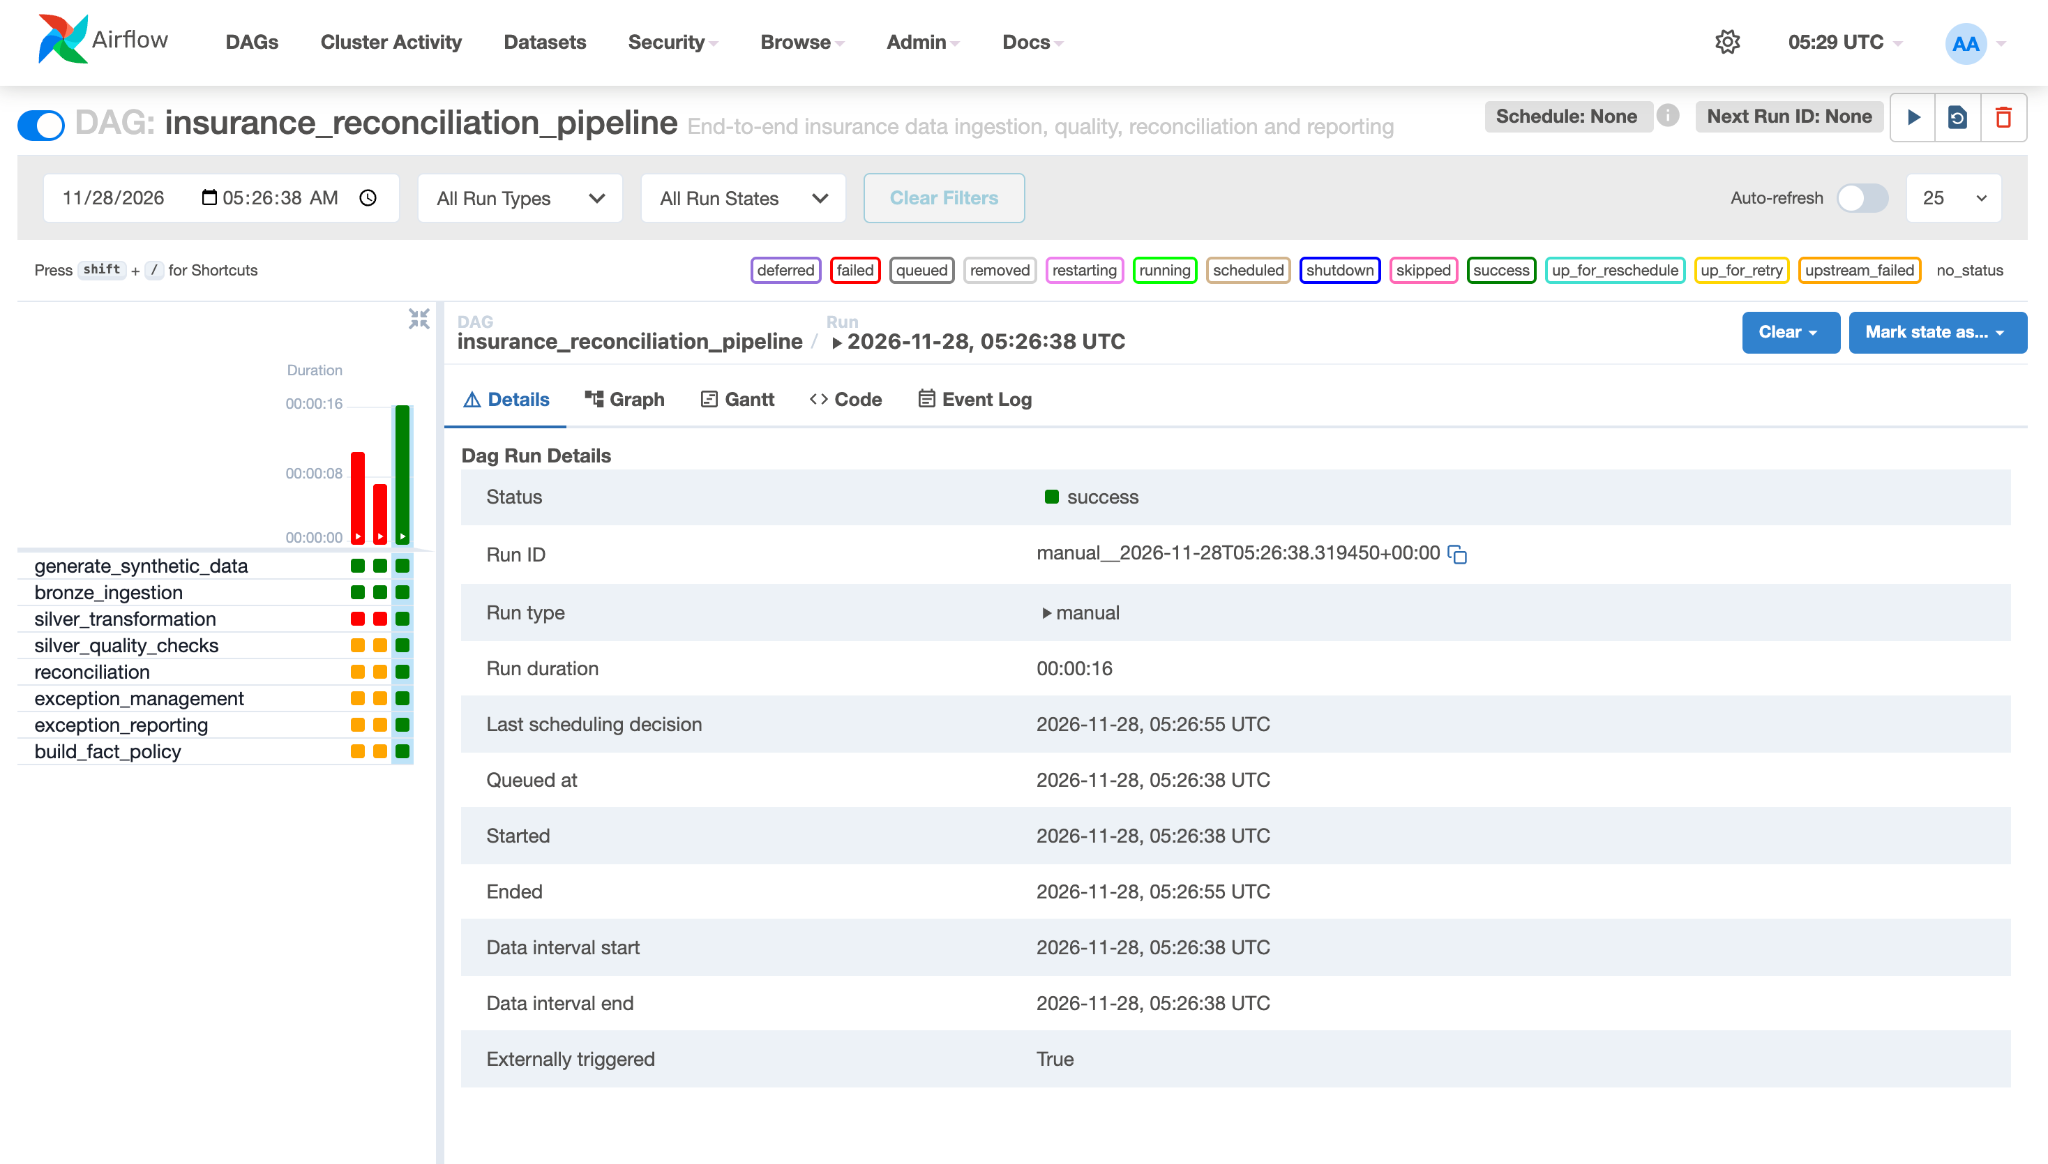 Airflow DAGs Cluster Activity Datasets Security Browse Admin Docs 05:29 UTC AA
DAG: insurance_reconciliation_pipeline End-to-end insurance data ingestion, quality, reconciliation and reporting Schedule: None i Next Run ID: None
11/28/2026 05:26:38 AM All Run Types All Run States Clear Filters Auto-refresh 25
Press shift + / for Shortcuts deferred failed queued removed restarting running scheduled shutdown skipped success up_for_reschedule up_for_retry upstream_failed no_status
DAG Run
insurance_reconciliation_pipeline / 2026-11-28, 05:26:38 UTC Clear Mark state as...
Duration
00:00:16
00:00:08
00:00:00
generate_synthetic_data
bronze_ingestion
silver_transformation
silver_quality_checks
reconciliation
exception_management
exception_reporting
build_fact_policy
Details Graph Gantt Code Event Log
Dag Run Details
Status success
Run ID manual__2026-11-28T05:26:38.319450+00:00
Run type manual
Run duration 00:00:16
Last scheduling decision 2026-11-28, 05:26:55 UTC
Queued at 2026-11-28, 05:26:38 UTC
Started 2026-11-28, 05:26:38 UTC
Ended 2026-11-28, 05:26:55 UTC
Data interval start 2026-11-28, 05:26:38 UTC
Data interval end 2026-11-28, 05:26:38 UTC
Externally triggered True